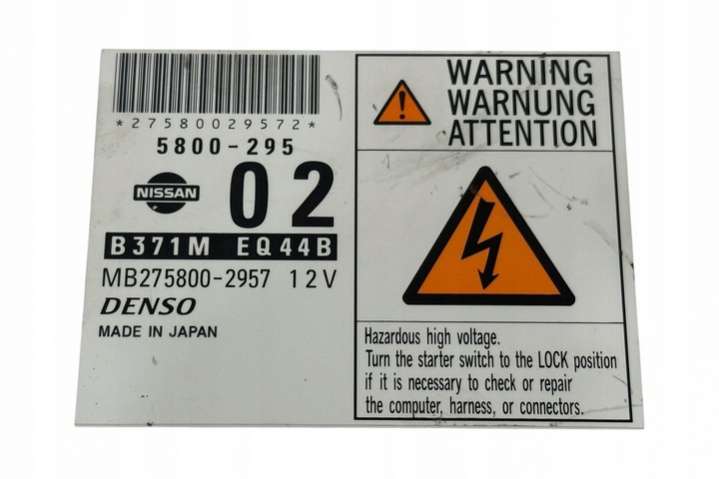 *27580029572*
5800-295
NISSAN
02
B371M EQ44B
MB275800-2957 12V
DENSO
MADE IN JAPAN
WARNING
WARNUNG
ATTENTION
Hazardous high voltage.
Turn the starter switch to the LOCK position
if it is necessary to check or repair
the computer, harness, or connectors.